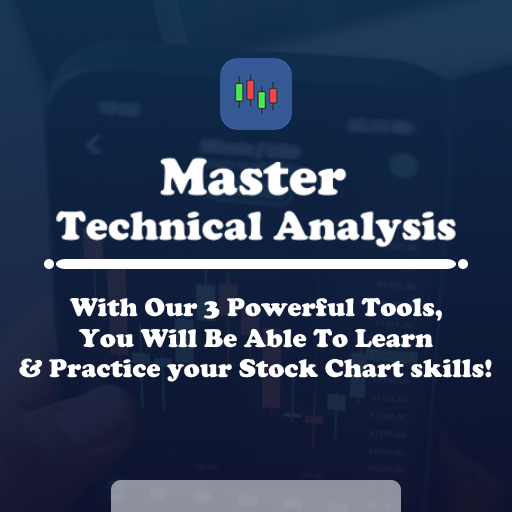 Master
Technical Analysis
With Our 3 Powerful Tools,
You Will Be Able To Learn
& Practice your Stock Chart skills!